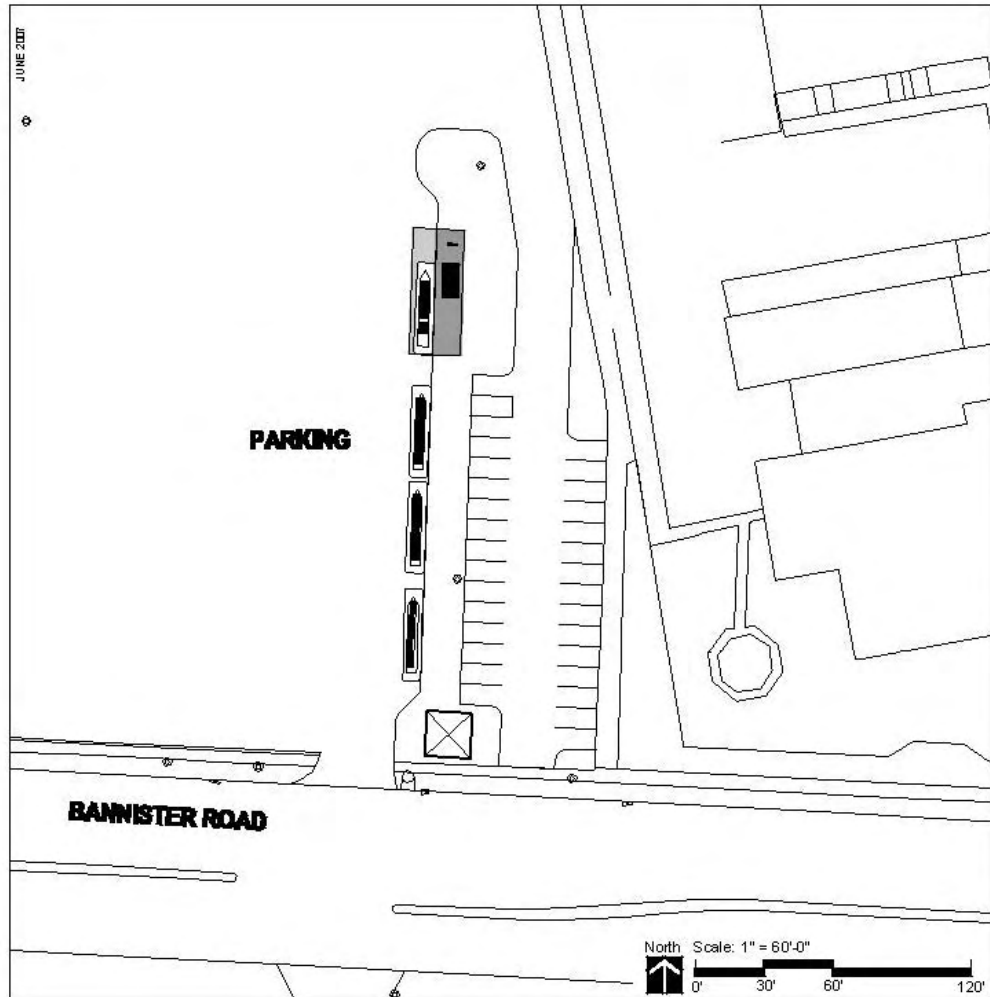 JUNE 2007
PARKING
BANNISTER ROAD
North Scale: 1" = 60'-0"
0' 30' 60' 120'